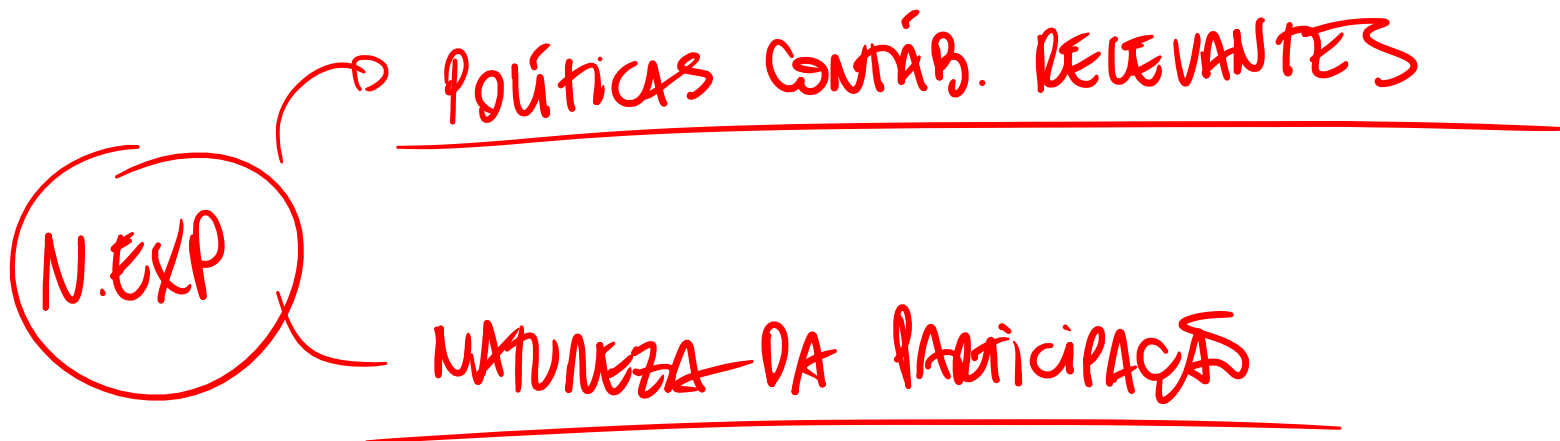 POLÍTICAS CONTÁB. RELEVANTES
N.EXP
NATUREZA DA PARTICIPAÇÃO